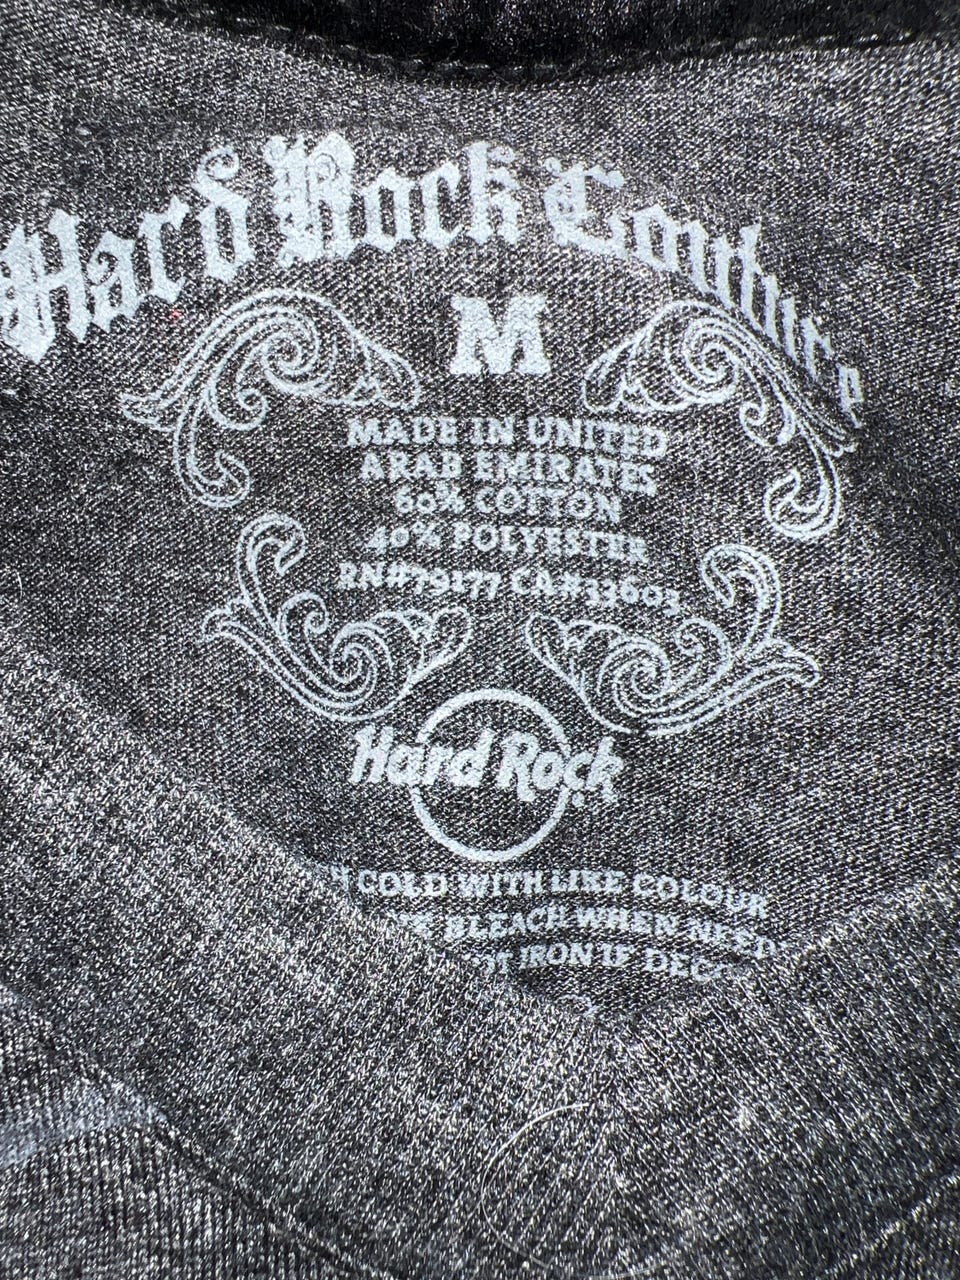 Hard Rock Couture
M
MADE IN UNITED
ARAB EMIRATES
60% COTTON
40% POLYESTER
RN#79177 CA#33603
Hard Rock
COLD WITH LIKE COLOUR
BLEACH WHEN
IRON IF